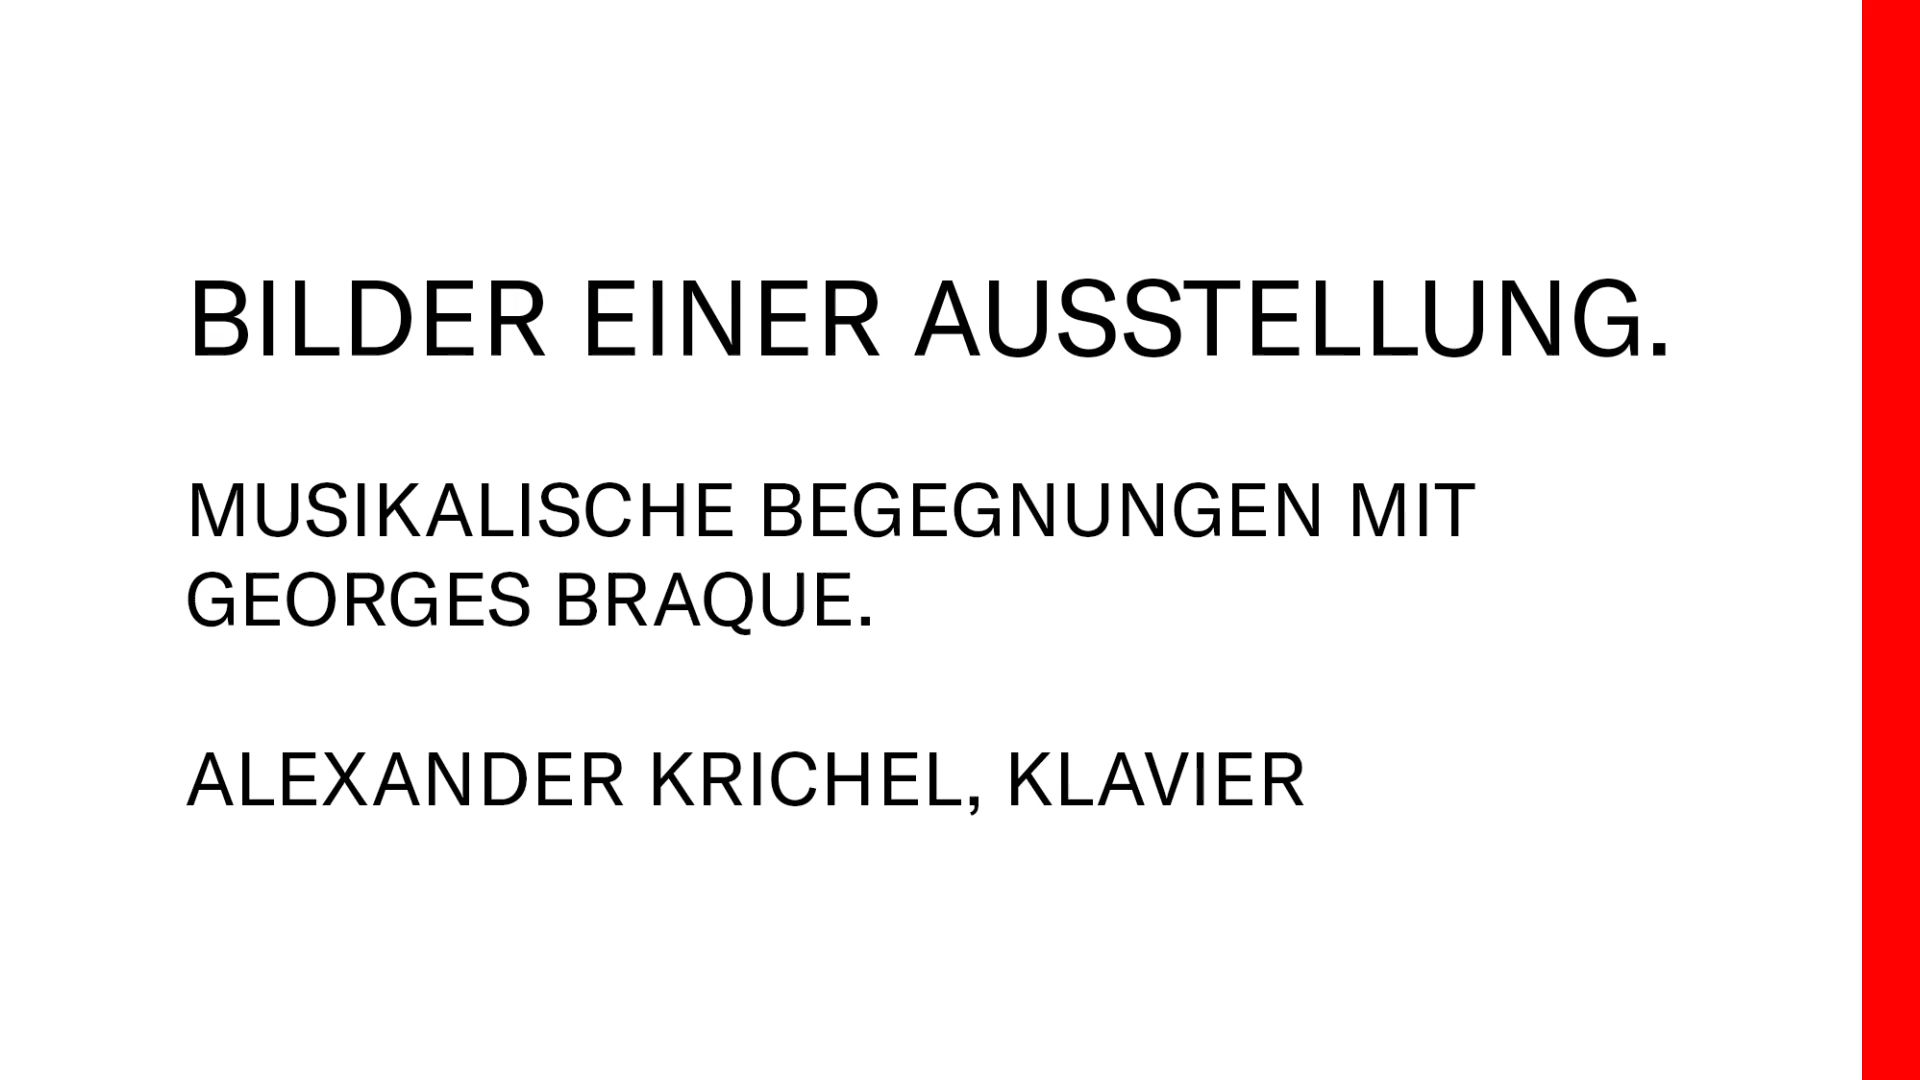 BILDER EINER AUSSTELLUNG.
MUSIKALISCHE BEGEGNUNGEN MIT
GEORGES BRAQUE.
ALEXANDER KRICHEL, KLAVIER